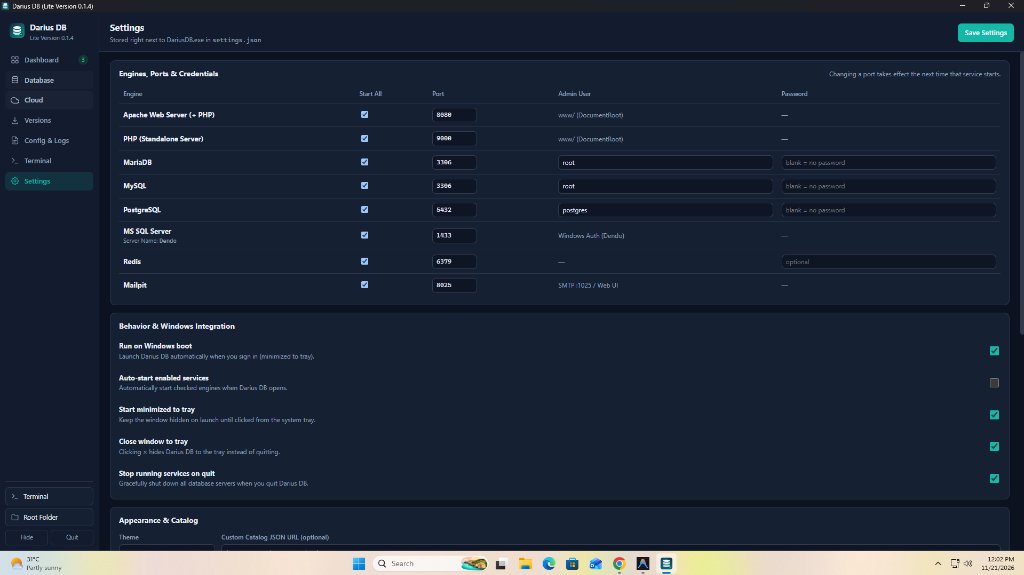 Darius DB (Lite Version 0.1.4)
Darius DB
Lite Version 0.1.4
Dashboard 3
Database
Cloud
Versions
Config & Logs
Terminal
Settings
Terminal
Root Folder
Hide Quit
Settings
Stored right next to DariusDB.exe in settings.json
Save Settings
Engines, Ports & Credentials
Changing a port takes effect the next time that service starts.
Engine Start All Port Admin User Password
Apache Web Server (+ PHP) 8080 www/ (DocumentRoot) —
PHP (Standalone Server) 9000 www/ (DocumentRoot) —
MariaDB 3306 root blank = no password
MySQL 3306 root blank = no password
PostgreSQL 5432 postgres blank = no password
MS SQL Server 1433 Windows Auth (Dendo) —
Server Name: Dendo
Redis 6379 — optional
Mailpit 8025 SMTP :1025 / Web UI —
Behavior & Windows Integration
Run on Windows boot
Launch Darius DB automatically when you sign in (minimized to tray).
Auto-start enabled services
Automatically start checked engines when Darius DB opens.
Start minimized to tray
Keep the window hidden on launch until clicked from the system tray.
Close window to tray
Clicking × hides Darius DB to the tray instead of quitting.
Stop running services on quit
Gracefully shut down all database servers when you quit Darius DB.
Appearance & Catalog
Theme Custom Catalog JSON URL (optional)
31°C
Partly sunny
Search
12:02 PM
11/21/2026